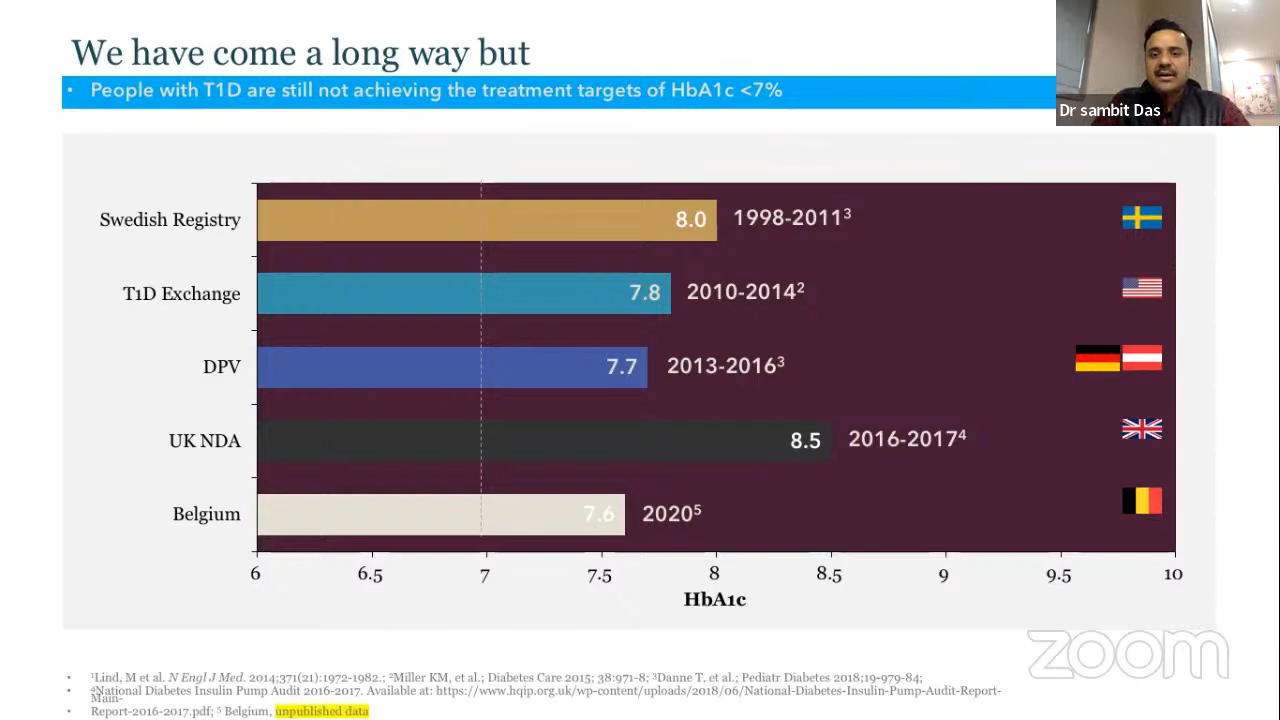 We have come a long way but
• People with T1D are still not achieving the treatment targets of HbA1c <7%
Dr sambit Das
Swedish Registry
8.0
1998-2011³
T1D Exchange
7.8
2010-2014²
DPV
7.7
2013-2016³
UK NDA
8.5
2016-2017⁴
Belgium
7.6
2020⁵
6 6.5 7 7.5 8 8.5 9 9.5 10
HbA1c
zoom
• ¹Lind, M et al. N Engl J Med. 2014;371(21):1972-1982.; ²Miller KM, et al.; Diabetes Care 2015; 38:971-8; ³Danne T, et al.; Pediatr Diabetes 2018;19-979-84;
• ⁴National Diabetes Insulin Pump Audit 2016-2017. Available at: https://www.hqip.org.uk/wp-content/uploads/2018/06/National-Diabetes-Insulin-Pump-Audit-Report-
Main-
• Report-2016-2017.pdf; ⁵ Belgium, unpublished data